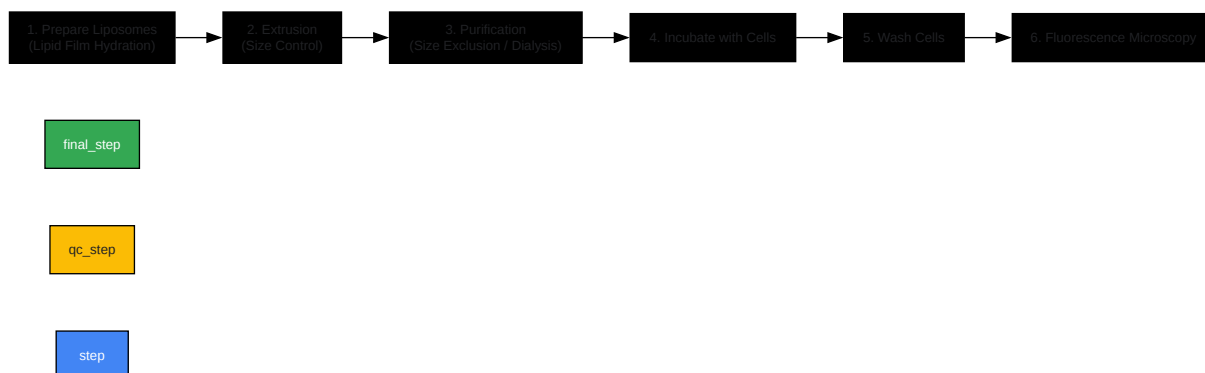 1. Prepare Liposomes
(Lipid Film Hydration)
2. Extrusion
(Size Control)
3. Purification
(Size Exclusion / Dialysis)
4. Incubate with Cells
5. Wash Cells
6. Fluorescence Microscopy
final_step
qc_step
step